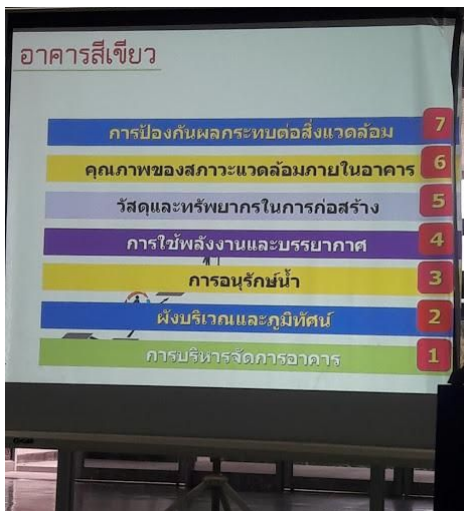 อาคารสีเขียว
การป้องกันผลกระทบต่อสิ่งแวดล้อม 7
คุณภาพของสภาวะแวดล้อมภายในอาคาร 6
วัสดุและทรัพยากรในการก่อสร้าง 5
การใช้พลังงานและบรรยากาศ 4
การอนุรักษ์น้ำ 3
ผังบริเวณและภูมิทัศน์ 2
การบริหารจัดการอาคาร 1